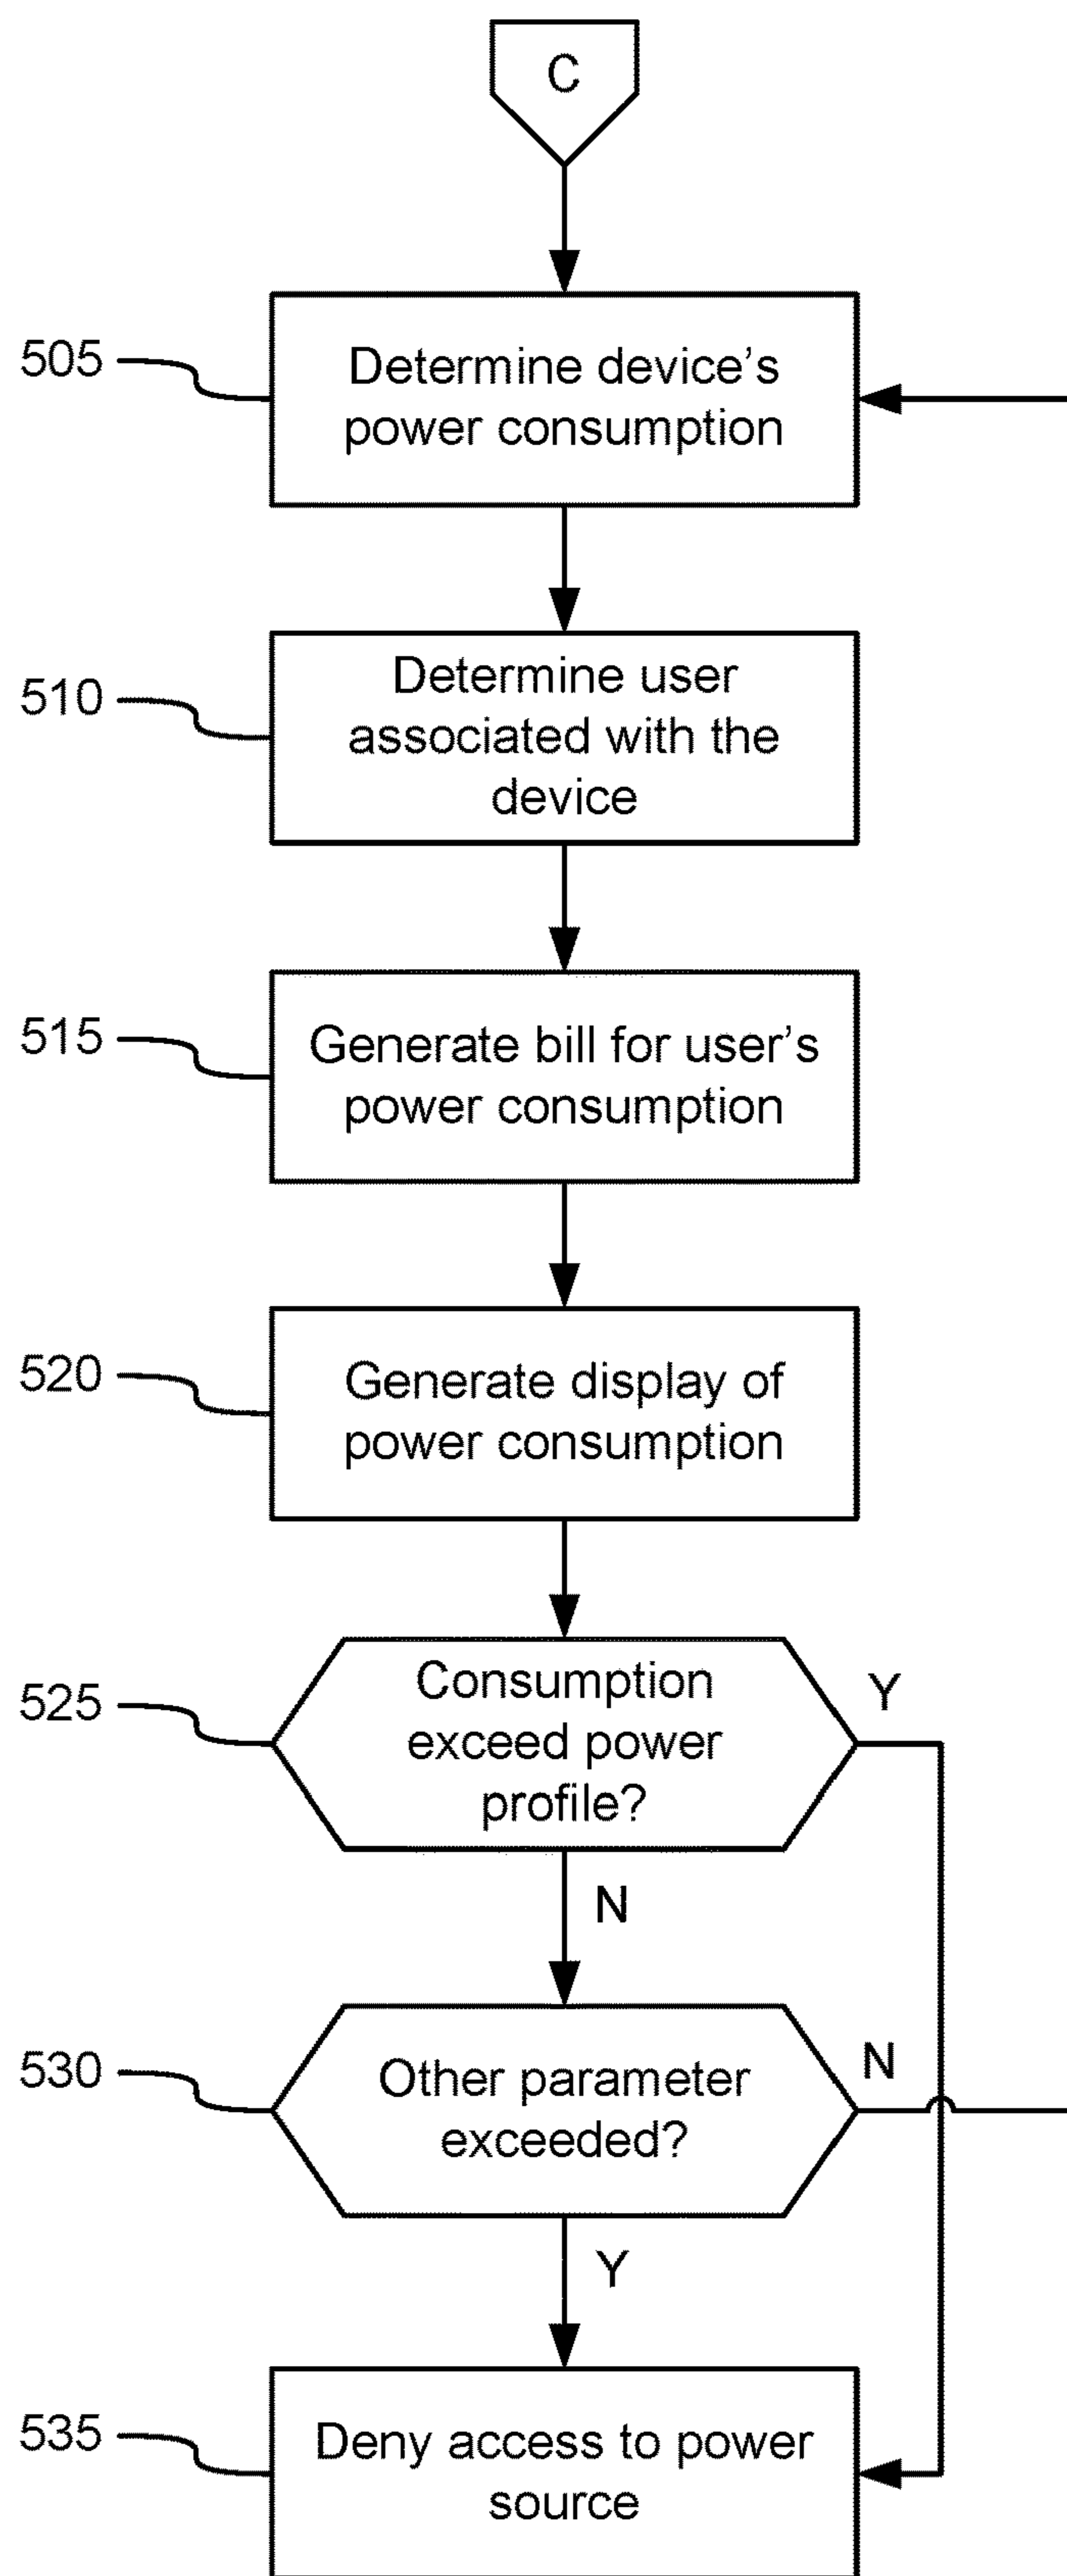 C
505
Determine device’s
power consumption
510
Determine user
associated with the
device
515
Generate bill for user’s
power consumption
520
Generate display of
power consumption
525
Consumption
exceed power
profile?
Y
N
530
Other parameter
exceeded?
N
Y
535
Deny access to power
source